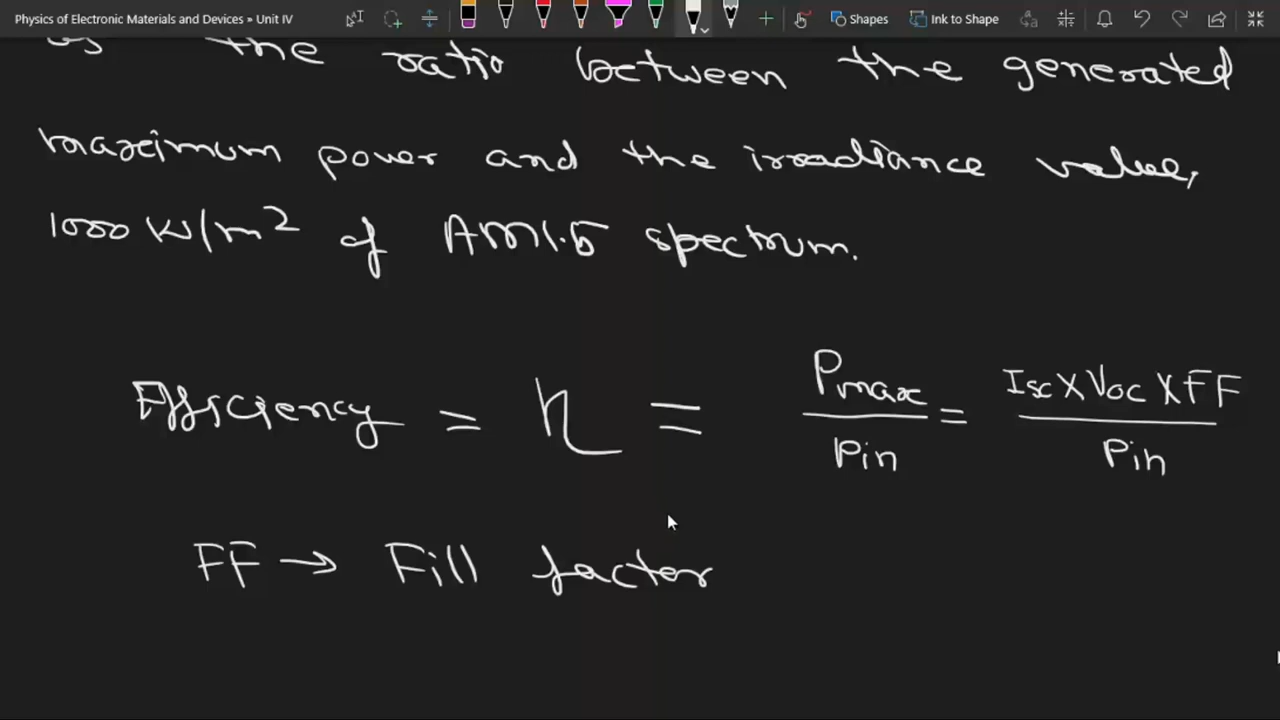 Physics of Electronic Materials and Devices » Unit IV
Shapes
Ink to Shape
is the ratio between the generated
maximum power and the irradiance value,
1000 W/m² of AM1.5 spectrum.
Efficiency = η = Pmax/Pin = Isc X Voc X FF/Pin
FF → Fill factor